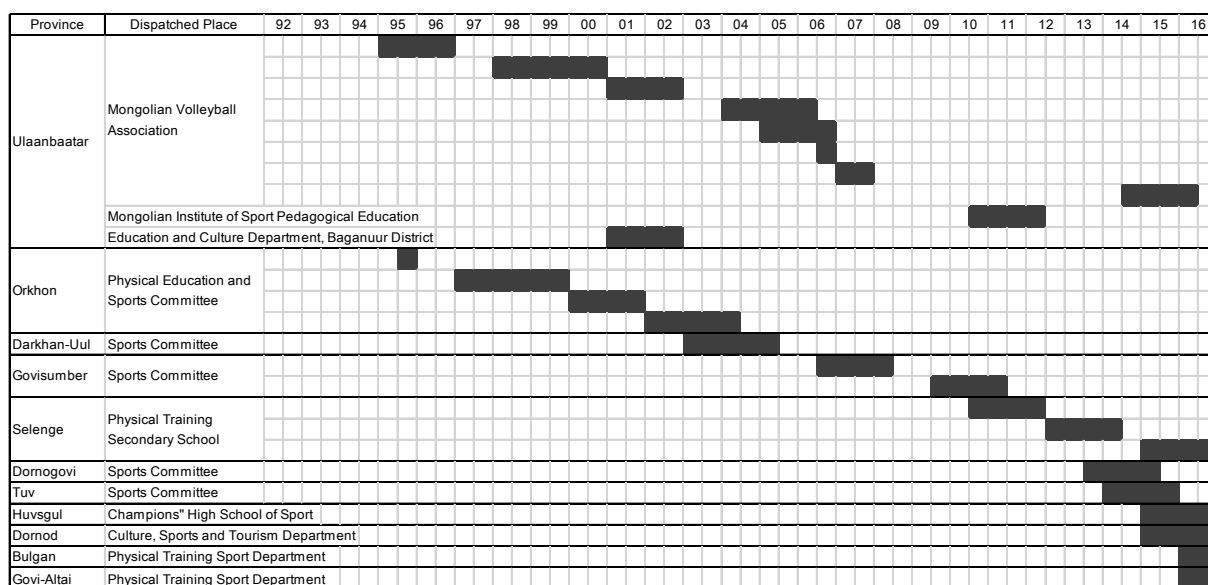 Province Dispatched Place 92 93 94 95 96 97 98 99 00 01 02 03 04 05 06 07 08 09 10 11 12 13 14 15 16
Ulaanbaatar
Mongolian Volleyball
Association
Mongolian Institute of Sport Pedagogical Education
Education and Culture Department, Baganuur District
Orkhon
Physical Education and
Sports Committee
Darkhan-Uul Sports Committee
Govisumber Sports Committee
Selenge
Physical Training
Secondary School
Dornogovi Sports Committee
Tuv Sports Committee
Huvsgul Champions" High School of Sport
Dornod Culture, Sports and Tourism Department
Bulgan Physical Training Sport Department
Govi-Altai Physical Training Sport Department